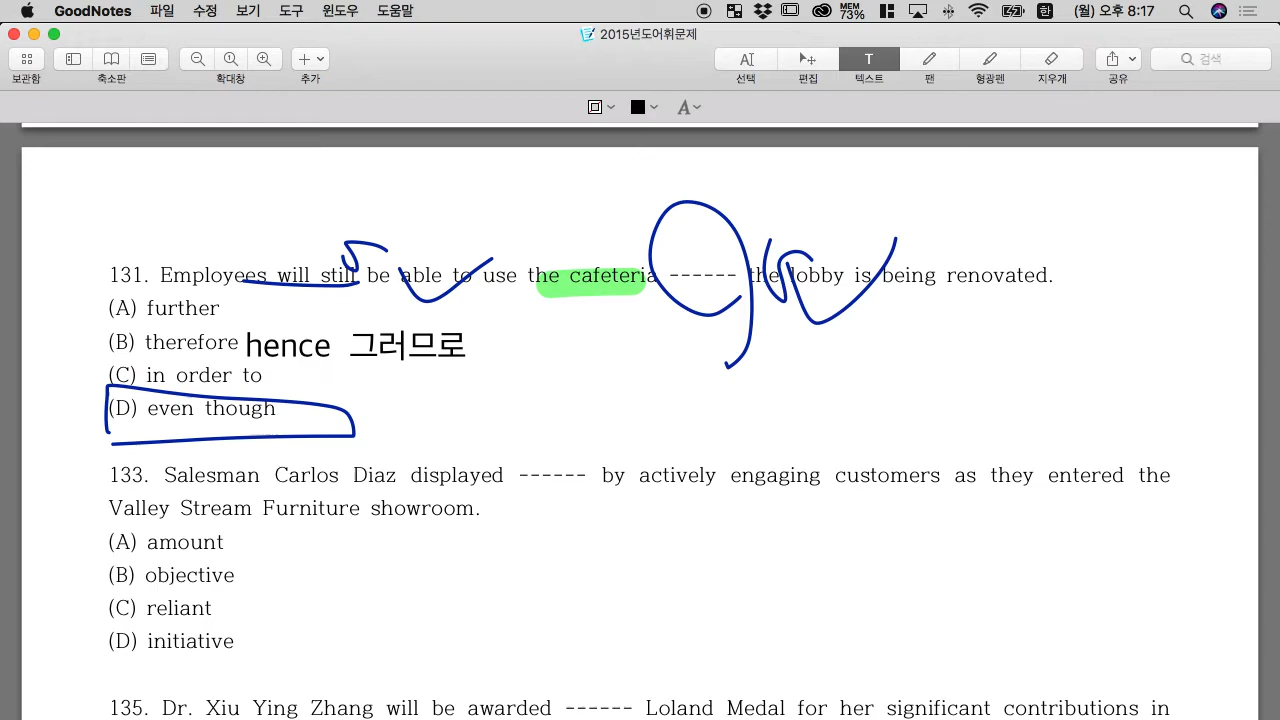 GoodNotes 파일 수정 보기 도구 윈도우 도움말 MEM 73% 한 (월) 오후 8:17
2015년도어휘문제
보관함 축소판 확대창 추가 선택 편집 텍스트 펜 형광펜 지우개 공유 검색
131. Employees will still be able to use the cafeteria ------ the lobby is being renovated.
(A) further
(B) therefore hence 그러므로
(C) in order to
(D) even though
133. Salesman Carlos Diaz displayed ------ by actively engaging customers as they entered the
Valley Stream Furniture showroom.
(A) amount
(B) objective
(C) reliant
(D) initiative
135. Dr. Xiu Ying Zhang will be awarded ------ Loland Medal for her significant contributions in